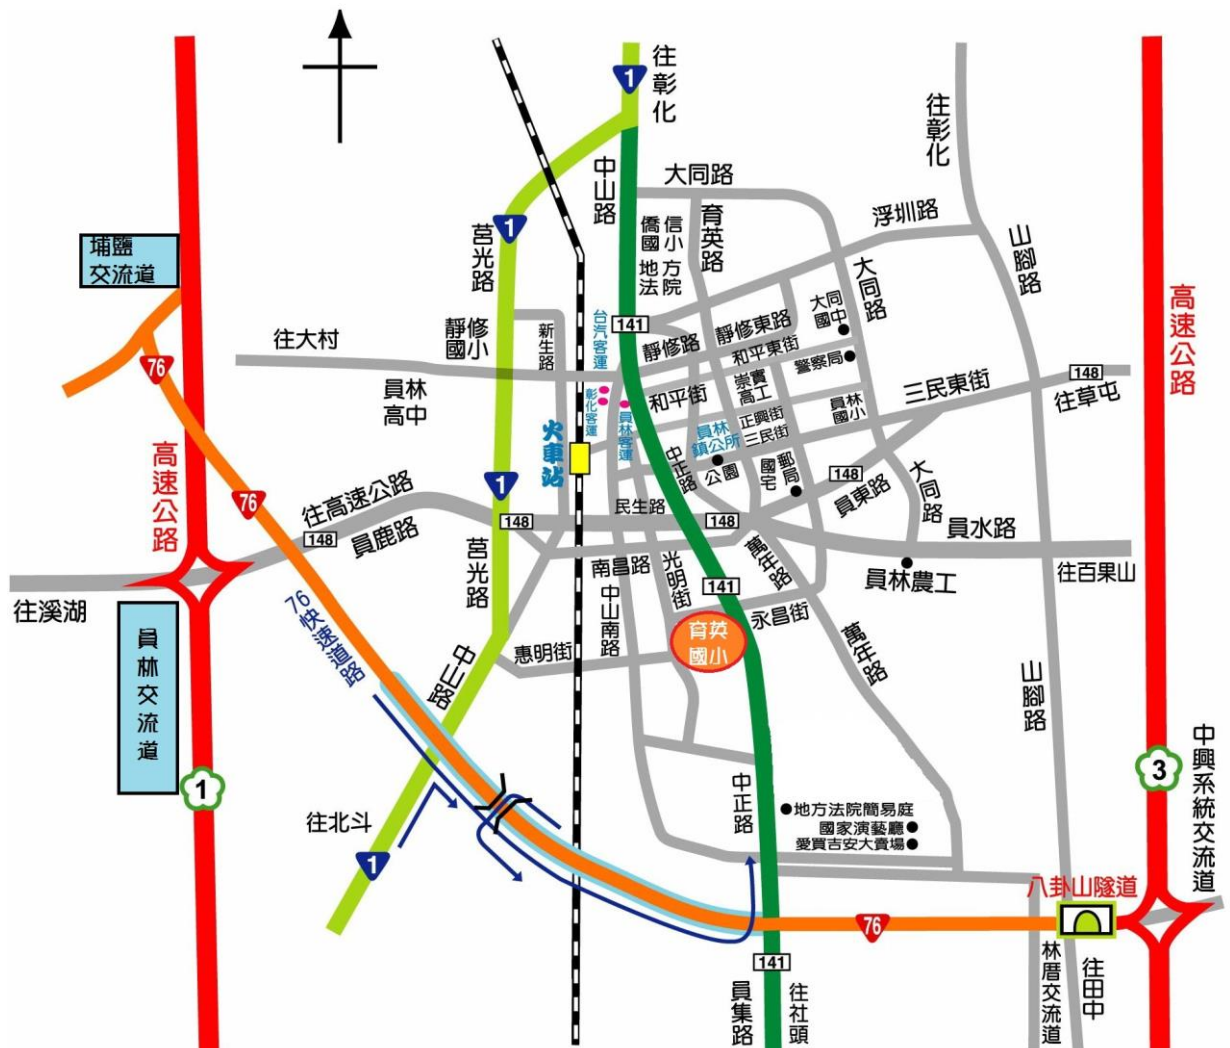 往彰化
1
中山路
大同路
往彰化
育英路
浮圳路
僑信
國小
地方
法院
1
莒光路
山腳路
埔鹽
交流道
大同路
高速公路
141
大同
國中
往大村
靜修
國小
新生路
台汽客運
靜修路
靜修東路
和平東街
警察局
76
148
往草屯
三民東街
員林
高中
彰化客運
員林客運
和平街
崇實
高工
正興街
三民街
員林
國小
火車站
員林
鎮公所
中正路
公園
國宅
郵局
148
員東路
大同路
高速公路
76
往高速公路
148
員鹿路
1
148
民生路
148
員水路
莒光路
南昌路
光明街
萬年路
員林農工
往百果山
往溪湖
141
永昌街
中山南路
76快速道路
育英
國小
惠明街
萬年路
員林交流道
中山路
山腳路
1
3
中興系統交流道
中正路
地方法院簡易庭
國家演藝廳
愛買吉安大賣場
往北斗
1
八卦山隧道
76
141
員集路
往社頭
林厝交流道
往田中